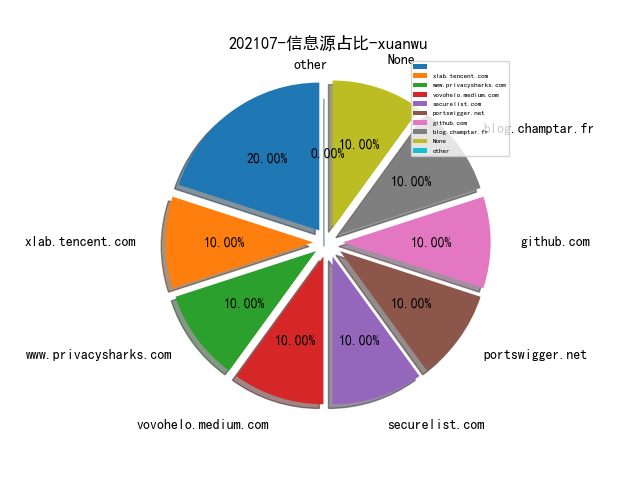 202107-信息源占比-xuanwu
other
None
xlab.tencent.com
www.privacysharks.com
vovohelo.medium.com
securelist.com
portswigger.net
github.com
blog.champtar.fr
None
other
blog.champtar.fr
20.00%
0.00%
10.00%
10.00%
xlab.tencent.com
10.00%
10.00%
github.com
10.00%
10.00%
10.00%
10.00%
www.privacysharks.com
portswigger.net
vovohelo.medium.com
securelist.com